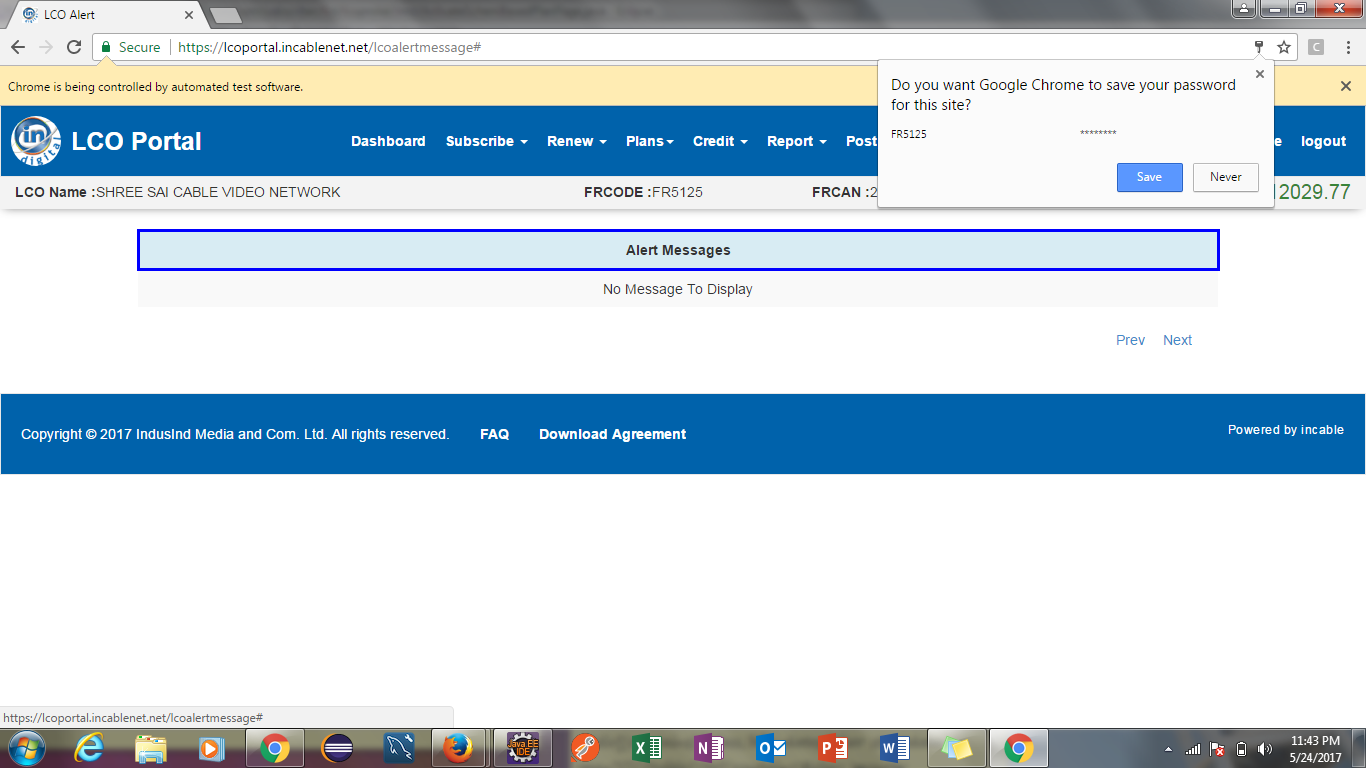 LCO Alert
Secure https://lcoportal.incablenet.net/lcoalertmessage#
C
Chrome is being controlled by automated test software.
Do you want Google Chrome to save your password
for this site?
FR5125 ********
Save Never
in
digital
LCO Portal
Dashboard Subscribe Renew Plans Credit Report Post
logout
LCO Name :SHREE SAI CABLE VIDEO NETWORK FRCODE :FR5125 FRCAN :2
2029.77
Alert Messages
No Message To Display
Prev Next
Copyright © 2017 IndusInd Media and Com. Ltd. All rights reserved. FAQ Download Agreement
Powered by incable
https://lcoportal.incablenet.net/lcoalertmessage#
Java EE
IDE
11:43 PM
5/24/2017